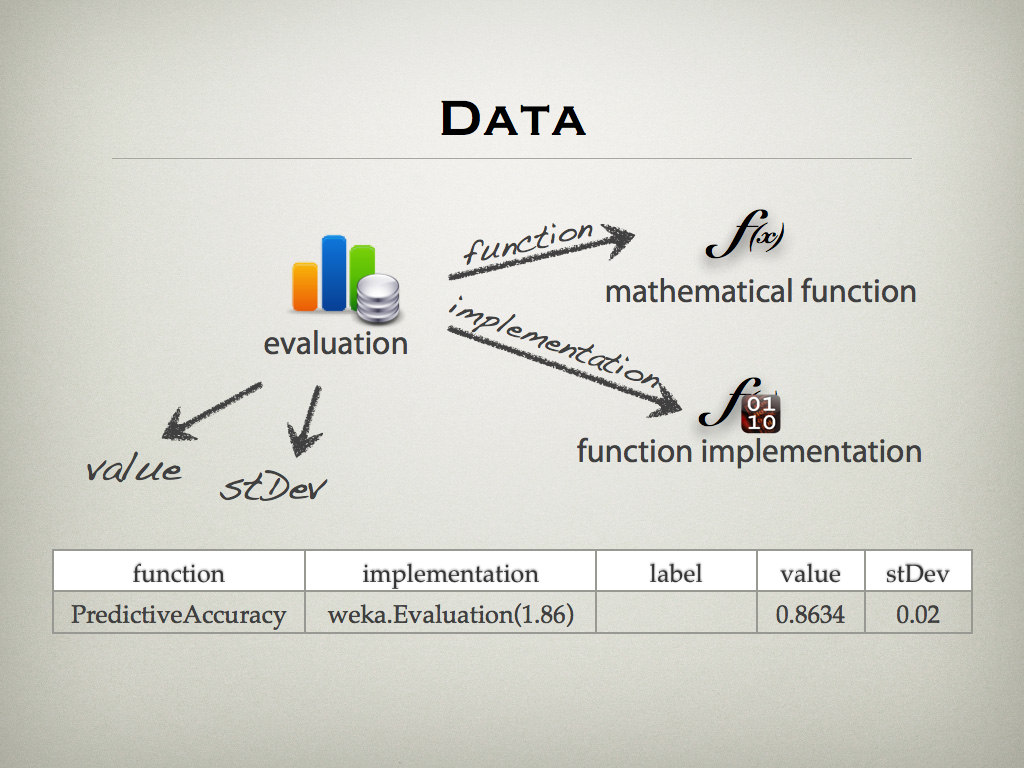 DATA
function
f(x)
mathematical function
evaluation
implementation
f
01
10
function implementation
value
stDev
function implementation label value stDev
PredictiveAccuracy weka.Evaluation(1.86) 0.8634 0.02